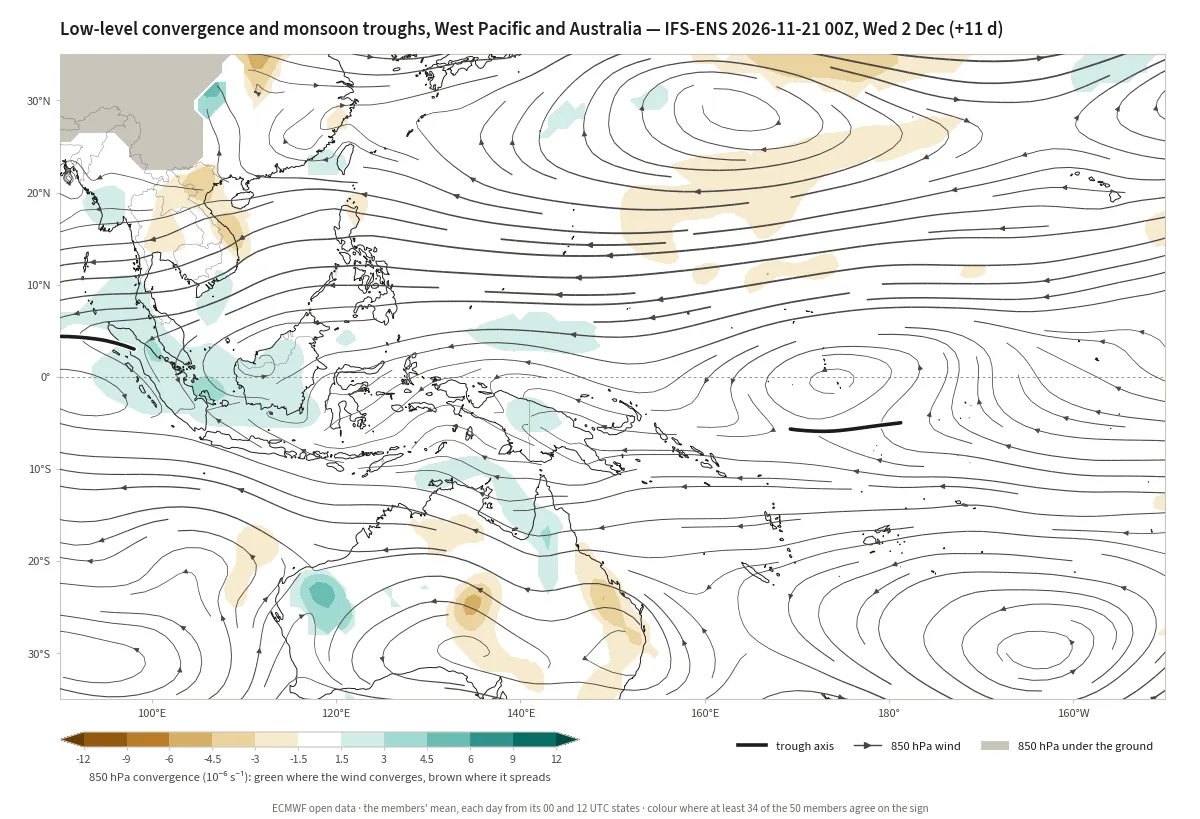 Low-level convergence and monsoon troughs, West Pacific and Australia — IFS-ENS 2026-11-21 00Z, Wed 2 Dec (+11 d)
30°N
20°N
10°N
0°
10°S
20°S
30°S
100°E 120°E 140°E 160°E 180° 160°W
-12 -9 -6 -4.5 -3 -1.5 1.5 3 4.5 6 9 12
850 hPa convergence (10⁻⁶ s⁻¹): green where the wind converges, brown where it spreads
trough axis 850 hPa wind 850 hPa under the ground
ECMWF open data · the members' mean, each day from its 00 and 12 UTC states · colour where at least 34 of the 50 members agree on the sign